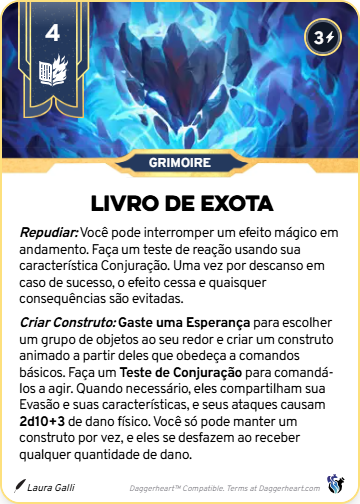 4
3
GRIMOIRE
LIVRO DE EXOTA
Repudiar: Você pode interromper um efeito mágico em
andamento. Faça um teste de reação usando sua
característica Conjuração. Uma vez por descanso em
caso de sucesso, o efeito cessa e quaisquer
consequências são evitadas.
Criar Construto: Gaste uma Esperança para escolher
um grupo de objetos ao seu redor e criar um construto
animado a partir deles que obedeça a comandos
básicos. Faça um Teste de Conjuração para comandá-
los a agir. Quando necessário, eles compartilham sua
Evasão e suas características, e seus ataques causam
2d10+3 de dano físico. Você só pode manter um
construto por vez, e eles se desfazem ao receber
qualquer quantidade de dano.
Laura Galli
Daggerheart™ Compatible. Terms at Daggerheart.com